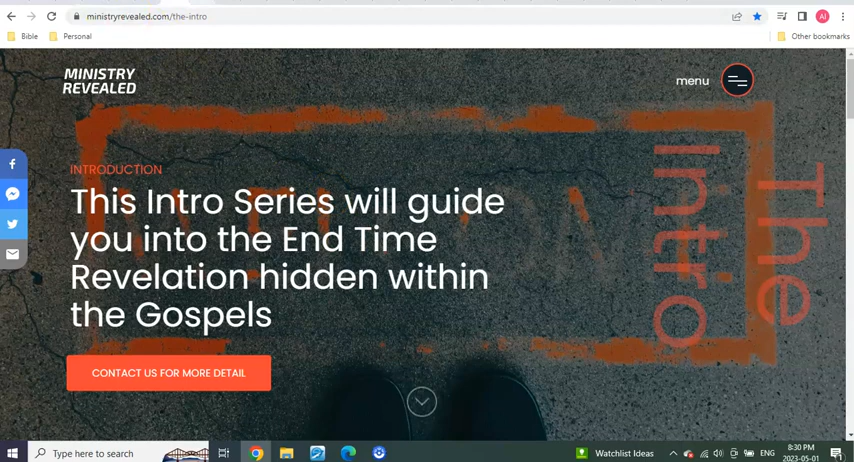 ministryrevealed.com/the-intro
Al
Bible
Personal
Other bookmarks
MINISTRY
REVEALED
menu
INTRODUCTION
This Intro Series will guide
you into the End Time
Revelation hidden within
the Gospels
The
Intro
CONTACT US FOR MORE DETAIL
Type here to search
Watchlist Ideas
ENG
8:30 PM
2023-05-01